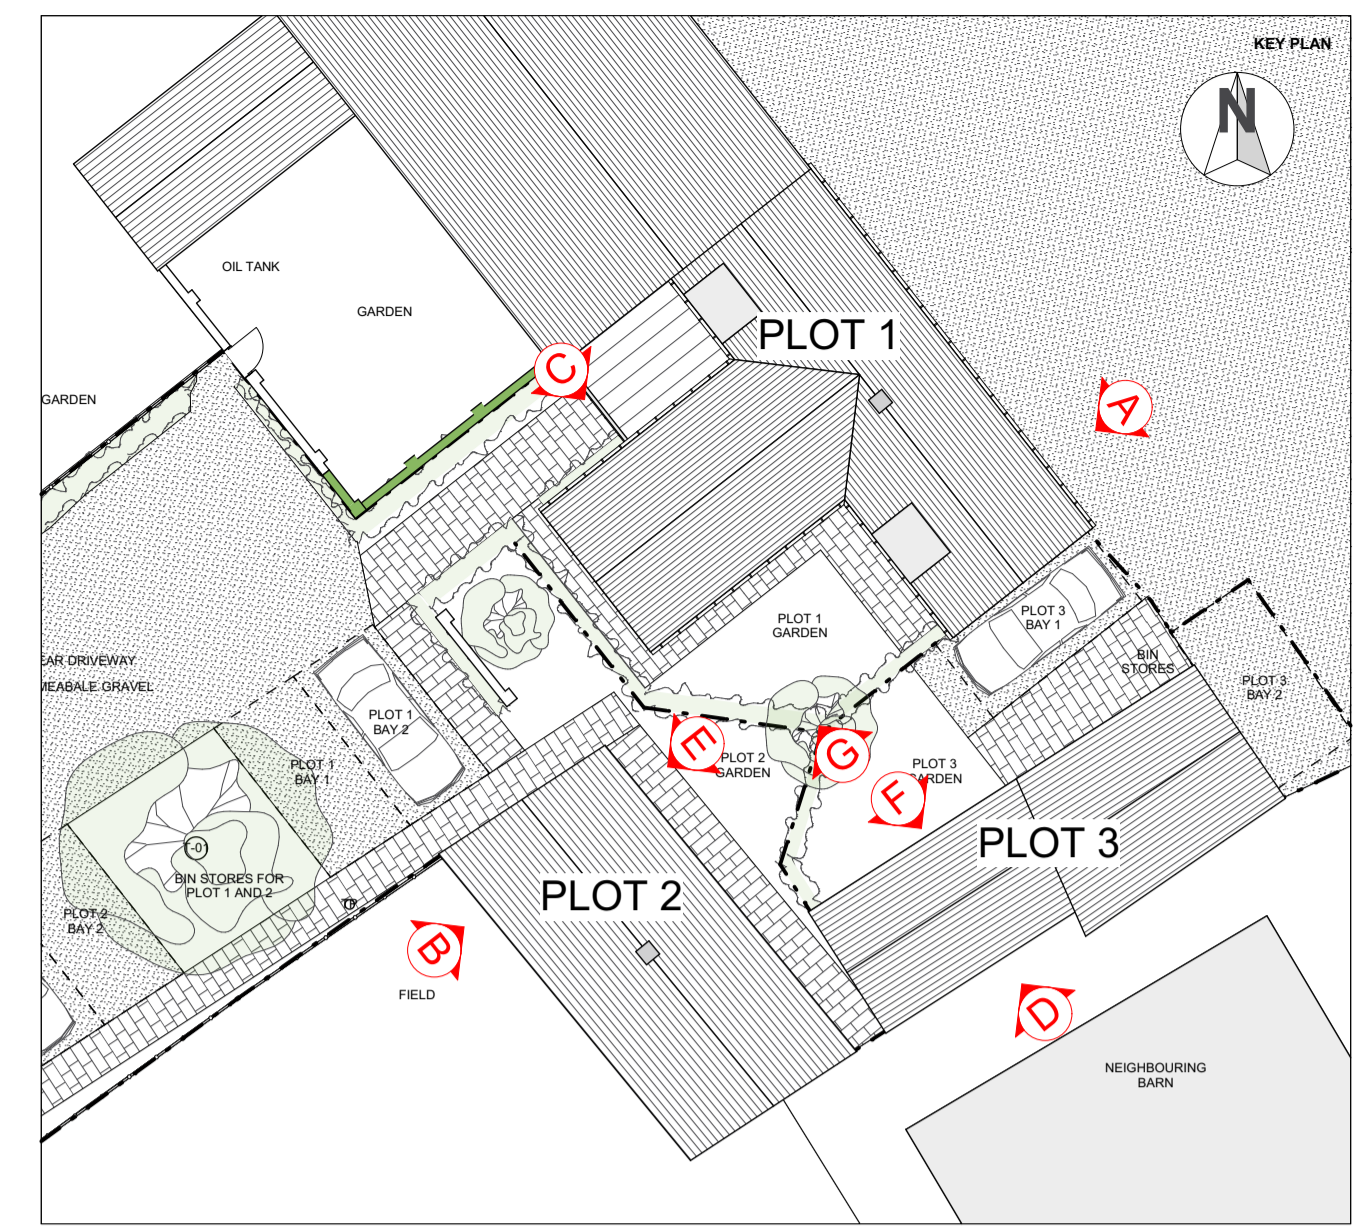 KEY PLAN
N
OIL TANK
GARDEN
PLOT 1
C
GARDEN
A
PLOT 1
GARDEN
PLOT 3
BAY 1
BIN
STORES
EAR DRIVEWAY
MEABALE GRAVEL
PLOT 3
BAY 2
PLOT 1
BAY 2
E
G
PLOT 2
GARDEN
PLOT 1
BAY 1
PLOT 3
GARDEN
F
T-01
PLOT 3
BIN STORES FOR
PLOT 1 AND 2
PLOT 2
PLOT 2
BAY 2
B
FIELD
D
NEIGHBOURING
BARN